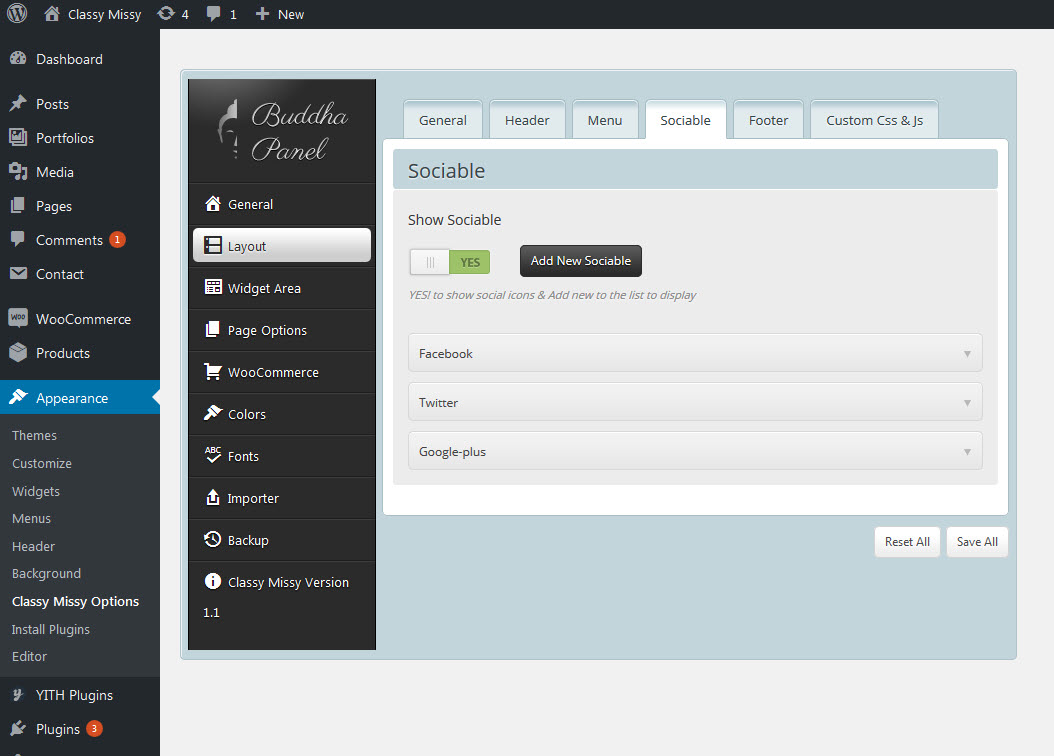 Classy Missy 4 1 New
Dashboard
Posts
Portfolios
Media
Pages
Comments 1
Contact
WOO WooCommerce
Products
Appearance
Themes
Customize
Widgets
Menus
Header
Background
Classy Missy Options
Install Plugins
Editor
YITH Plugins
Plugins 3
Buddha
Panel
General
Layout
Widget Area
Page Options
WooCommerce
Colors
ABC Fonts
Importer
Backup
Classy Missy Version
1.1
General Header Menu Sociable Footer Custom Css & Js
Sociable
Show Sociable
YES Add New Sociable
YES! to show social icons & Add new to the list to display
Facebook
Twitter
Google-plus
Reset All Save All